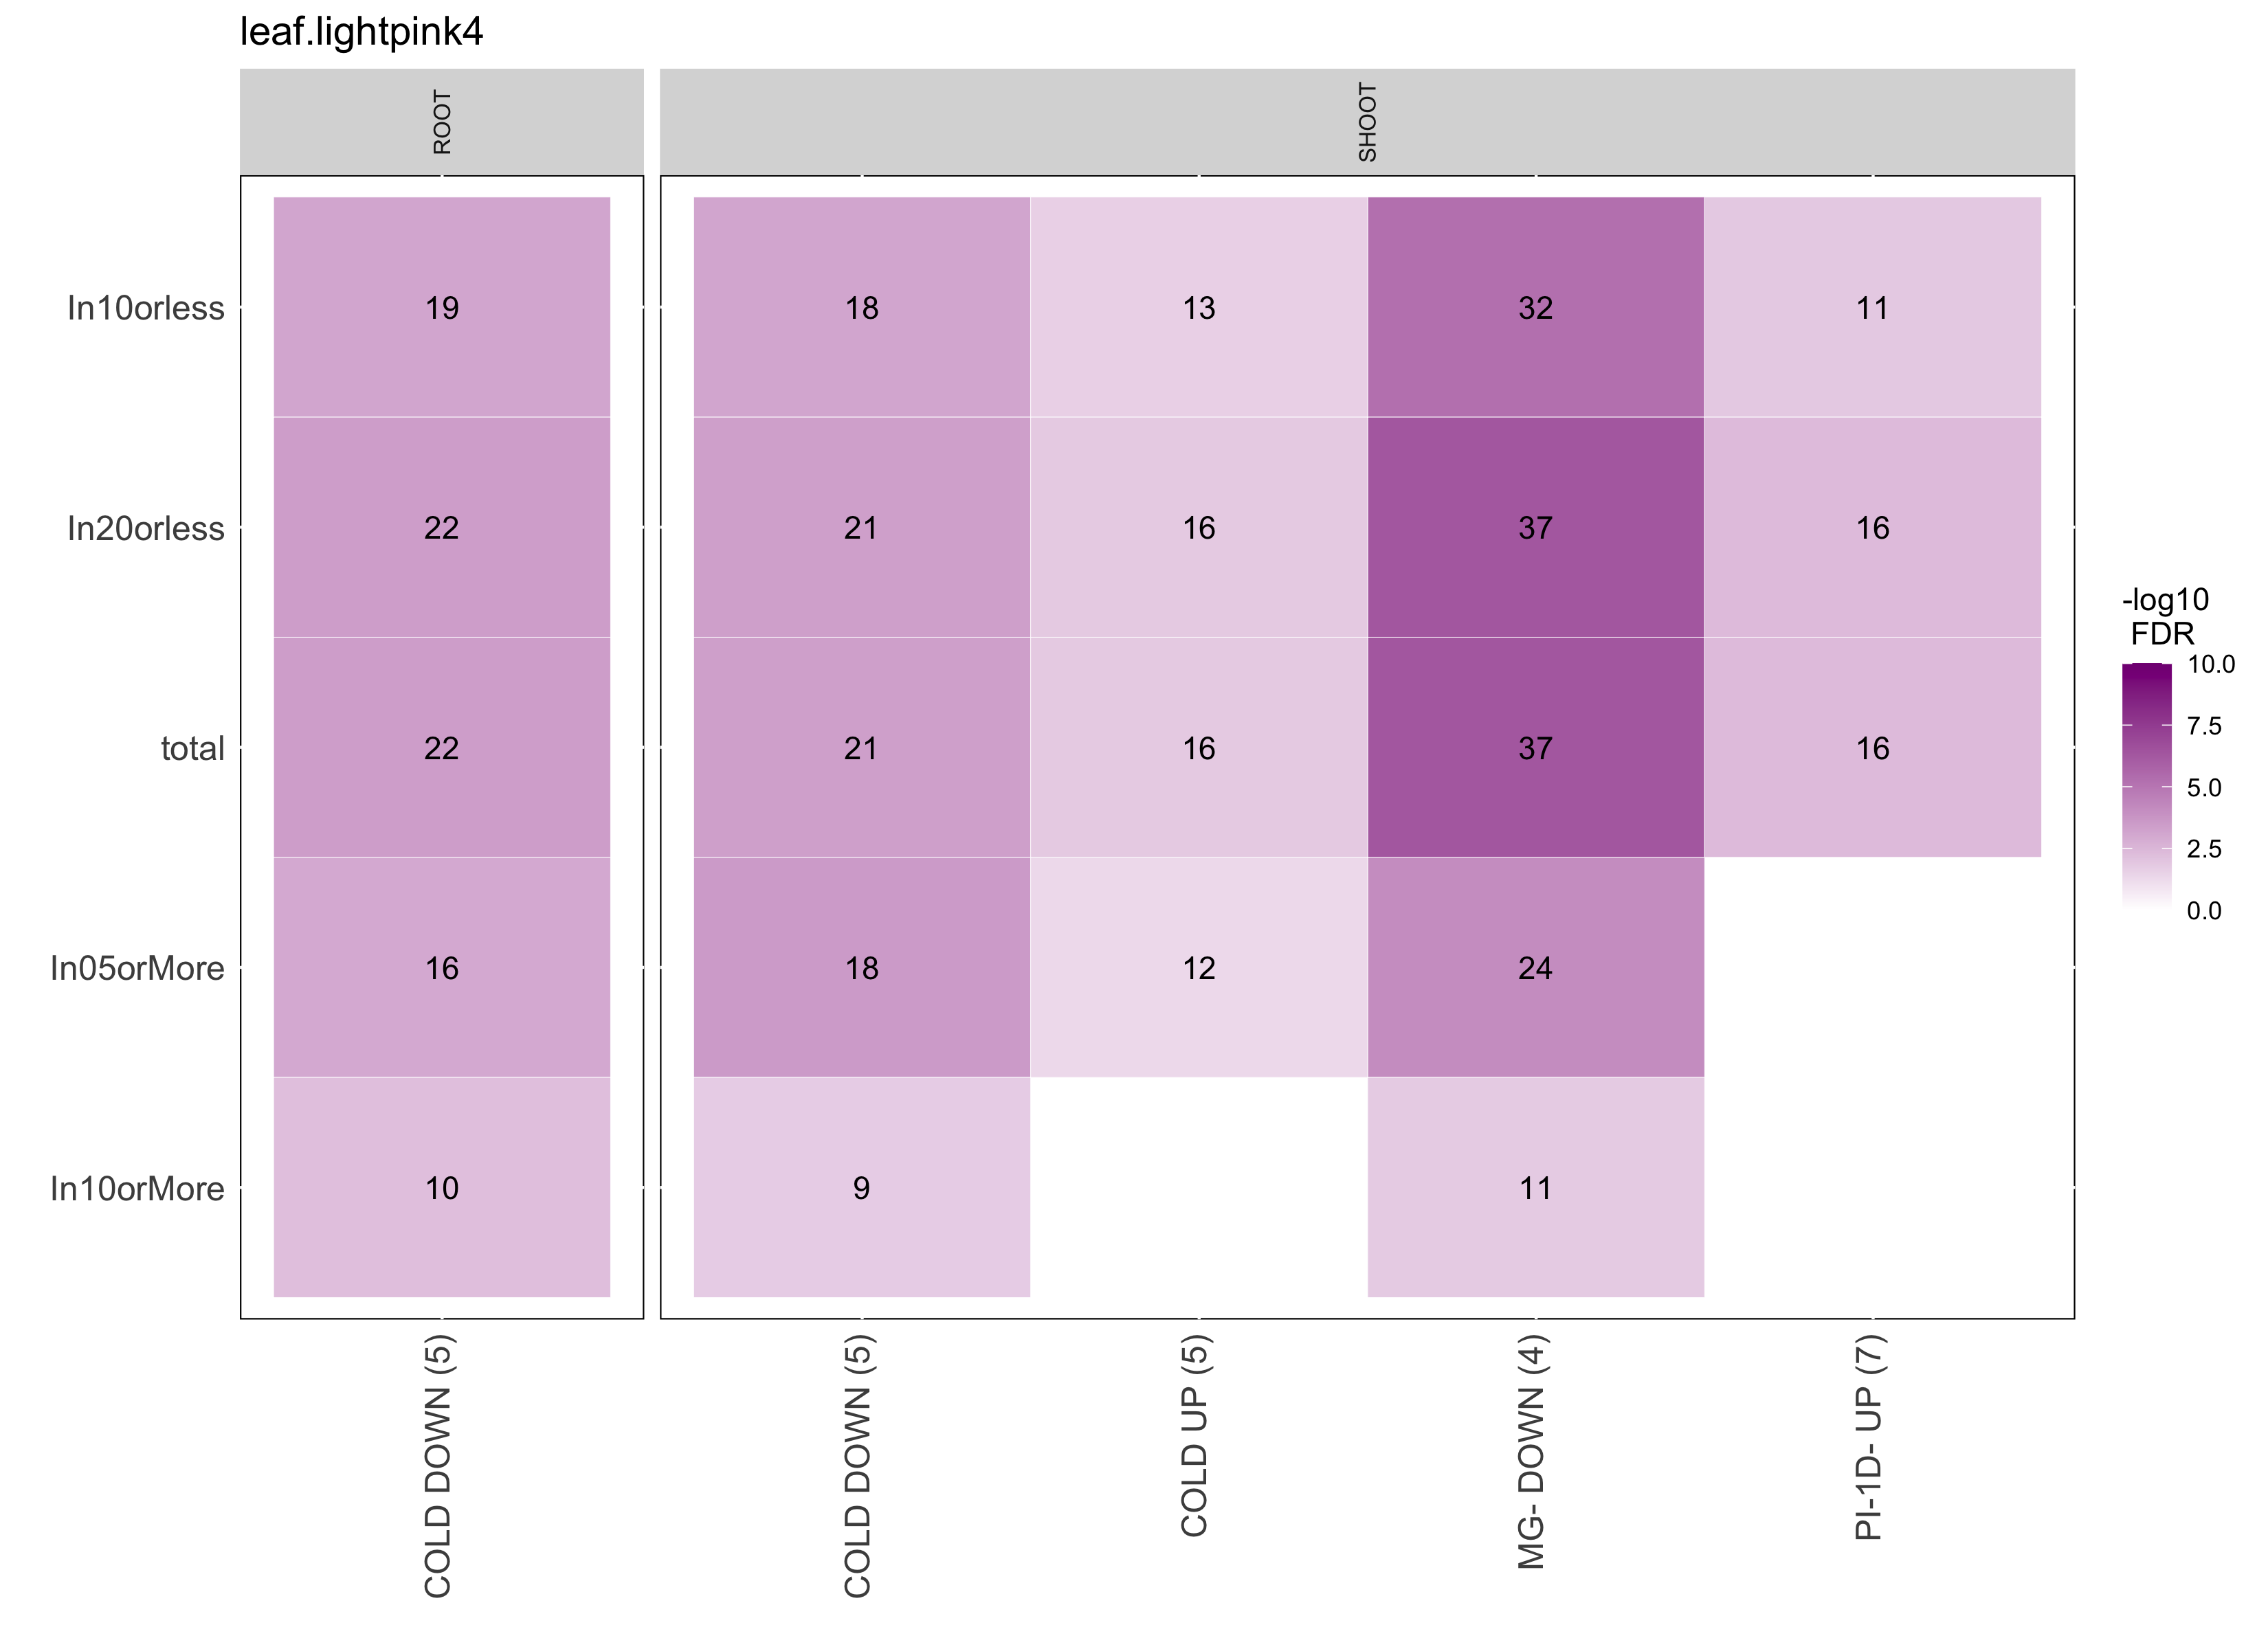 leaf.lightpink4
ROOT
SHOOT
In10orless
19
18
13
32
11
In20orless
22
21
16
37
16
total
22
21
16
37
16
In05orMore
16
18
12
24
In10orMore
10
9
11
COLD DOWN (5)
COLD DOWN (5)
COLD UP (5)
MG- DOWN (4)
PI-1D- UP (7)
-log10
FDR
10.0
7.5
5.0
2.5
0.0